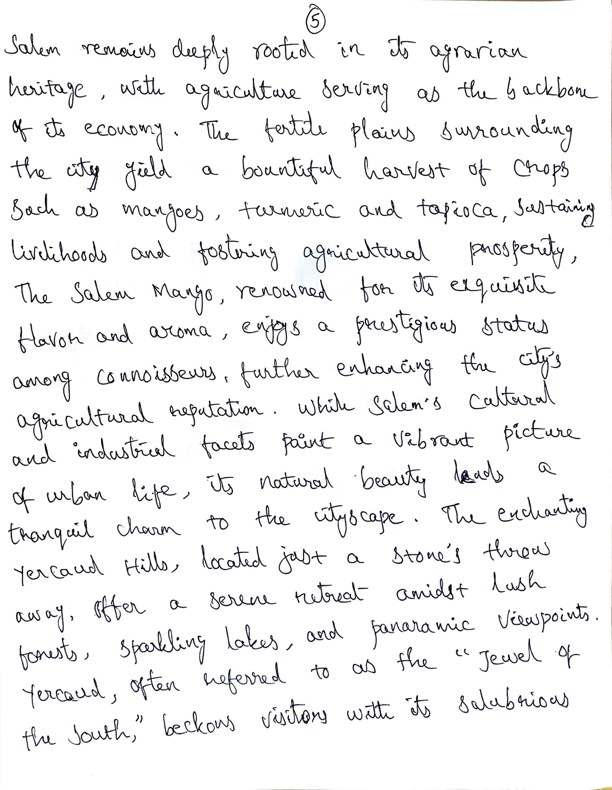 5
Salem remains deeply rooted in its agrarian
heritage, with agriculture serving as the backbone
of its economy. The fertile plains surrounding
the city yield a bountiful harvest of crops
Such as mangoes, turmeric and tapioca, sustaining
livelihoods and fostering agricultural prosperity,
The Salem Mango, renowned for its exquisite
flavor and aroma, enjoys a prestigious status
among connoisseurs, further enhancing the city's
agricultural reputation. While Salem's cultural
and industrial facets paint a vibrant picture
of urban life, its natural beauty lends a
tranquil charm to the cityscape. The enchanting
Yercaud Hills, located just a stone's throw
away, offer a serene retreat amidst lush
forests, sparkling lakes, and panaramic viewpoints.
Yercaud, often referred to as the "Jewel of
the South," beckons visitors with its salubrious